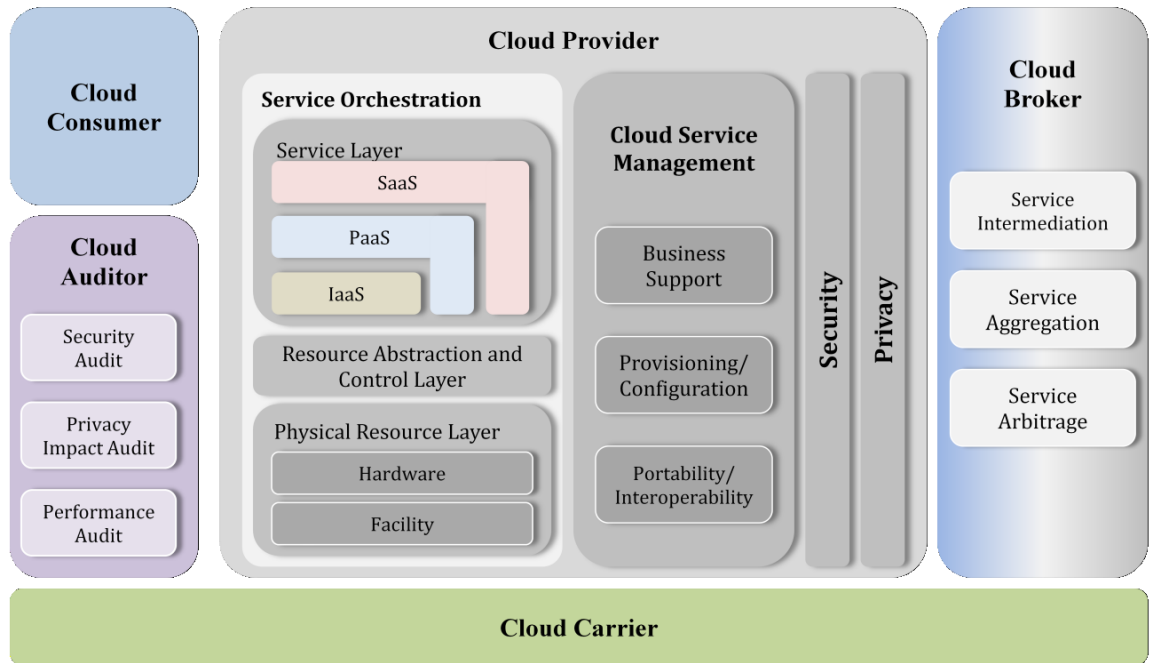 Cloud
Consumer
Cloud
Auditor
Security
Audit
Privacy
Impact Audit
Performance
Audit
Cloud Provider
Service Orchestration
Service Layer
SaaS
PaaS
IaaS
Resource Abstraction and
Control Layer
Physical Resource Layer
Hardware
Facility
Cloud Service
Management
Business
Support
Provisioning/
Configuration
Portability/
Interoperability
Security
Privacy
Cloud
Broker
Service
Intermediation
Service
Aggregation
Service
Arbitrage
Cloud Carrier